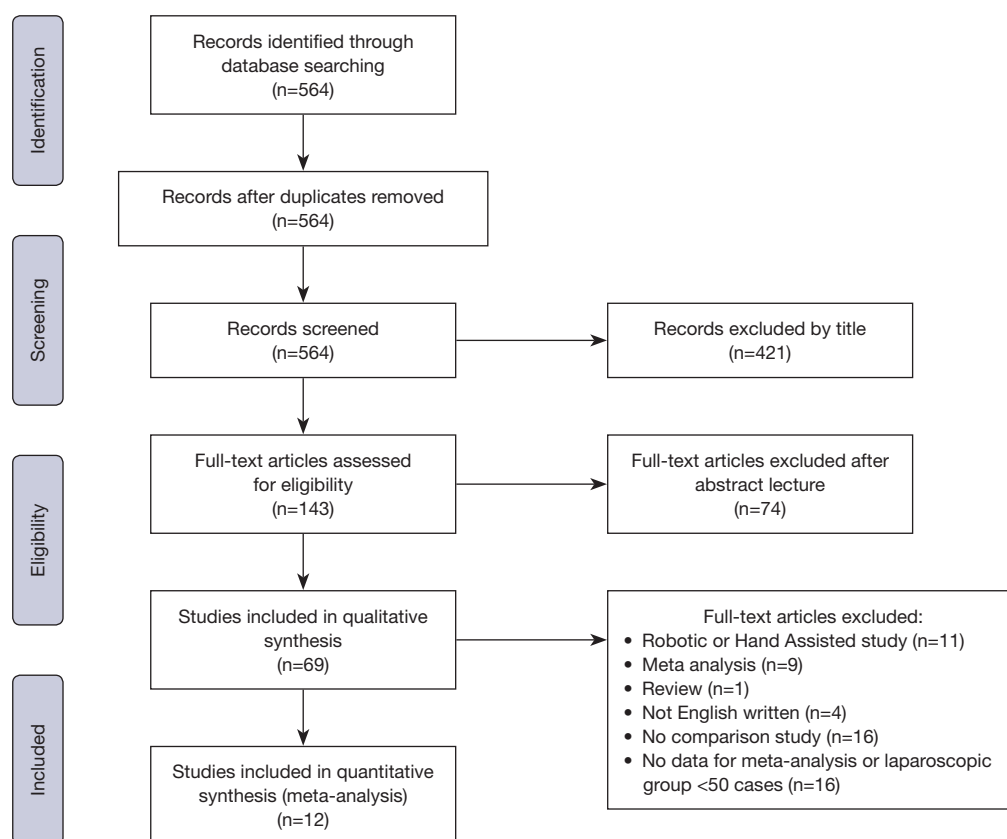 Identification
Records identified through
database searching
(n=564)
Records after duplicates removed
(n=564)
Screening
Records screened
(n=564)
Records excluded by title
(n=421)
Eligibility
Full-text articles assessed
for eligibility
(n=143)
Full-text articles excluded after
abstract lecture
(n=74)
Studies included in qualitative
synthesis
(n=69)
Full-text articles excluded:
• Robotic or Hand Assisted study (n=11)
• Meta analysis (n=9)
• Review (n=1)
• Not English written (n=4)
• No comparison study (n=16)
• No data for meta-analysis or laparoscopic
group <50 cases (n=16)
Included
Studies included in quantitative
synthesis (meta-analysis)
(n=12)